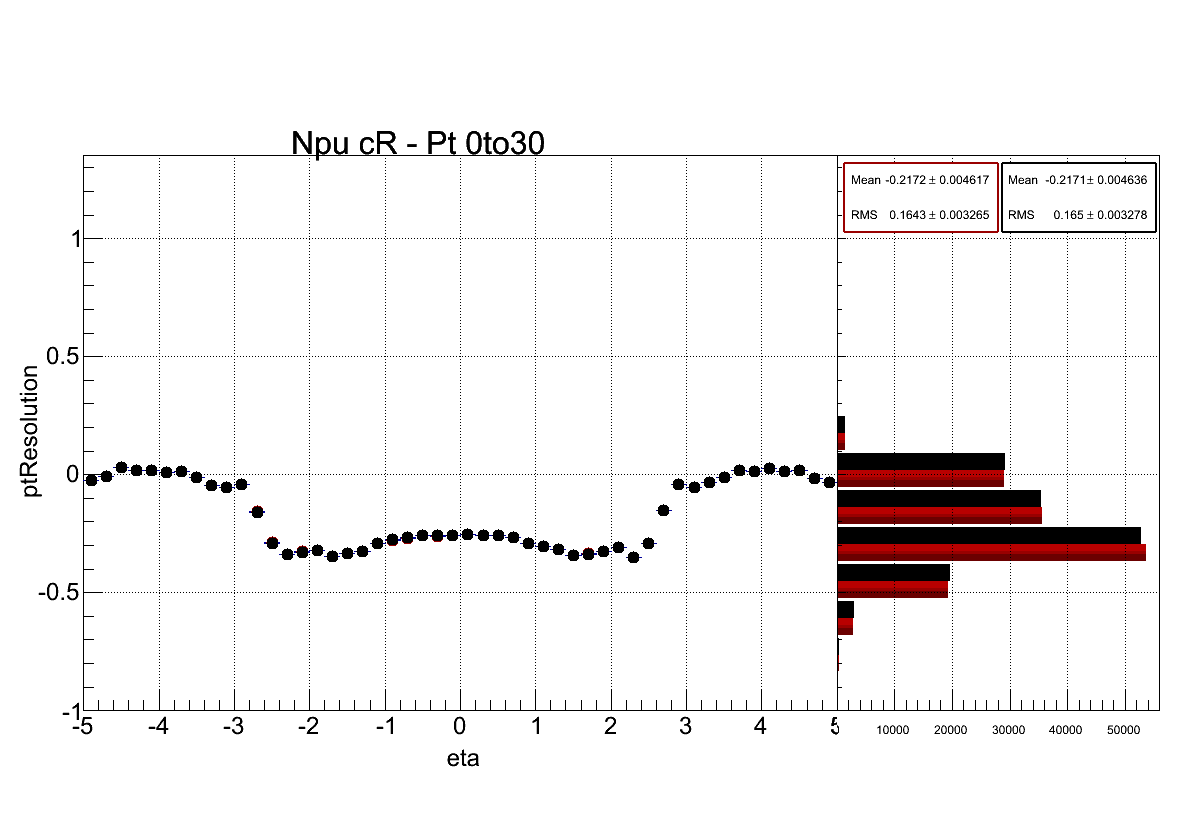 Npu cR - Pt 0to30
Mean -0.2172 ± 0.004617
RMS 0.1643 ± 0.003265
Mean -0.2171± 0.004636
RMS 0.165 ± 0.003278
ptResolution
1
0.5
0
-0.5
-1
-5 -4 -3 -2 -1 0 1 2 3 4 5
10000 20000 30000 40000 50000
eta